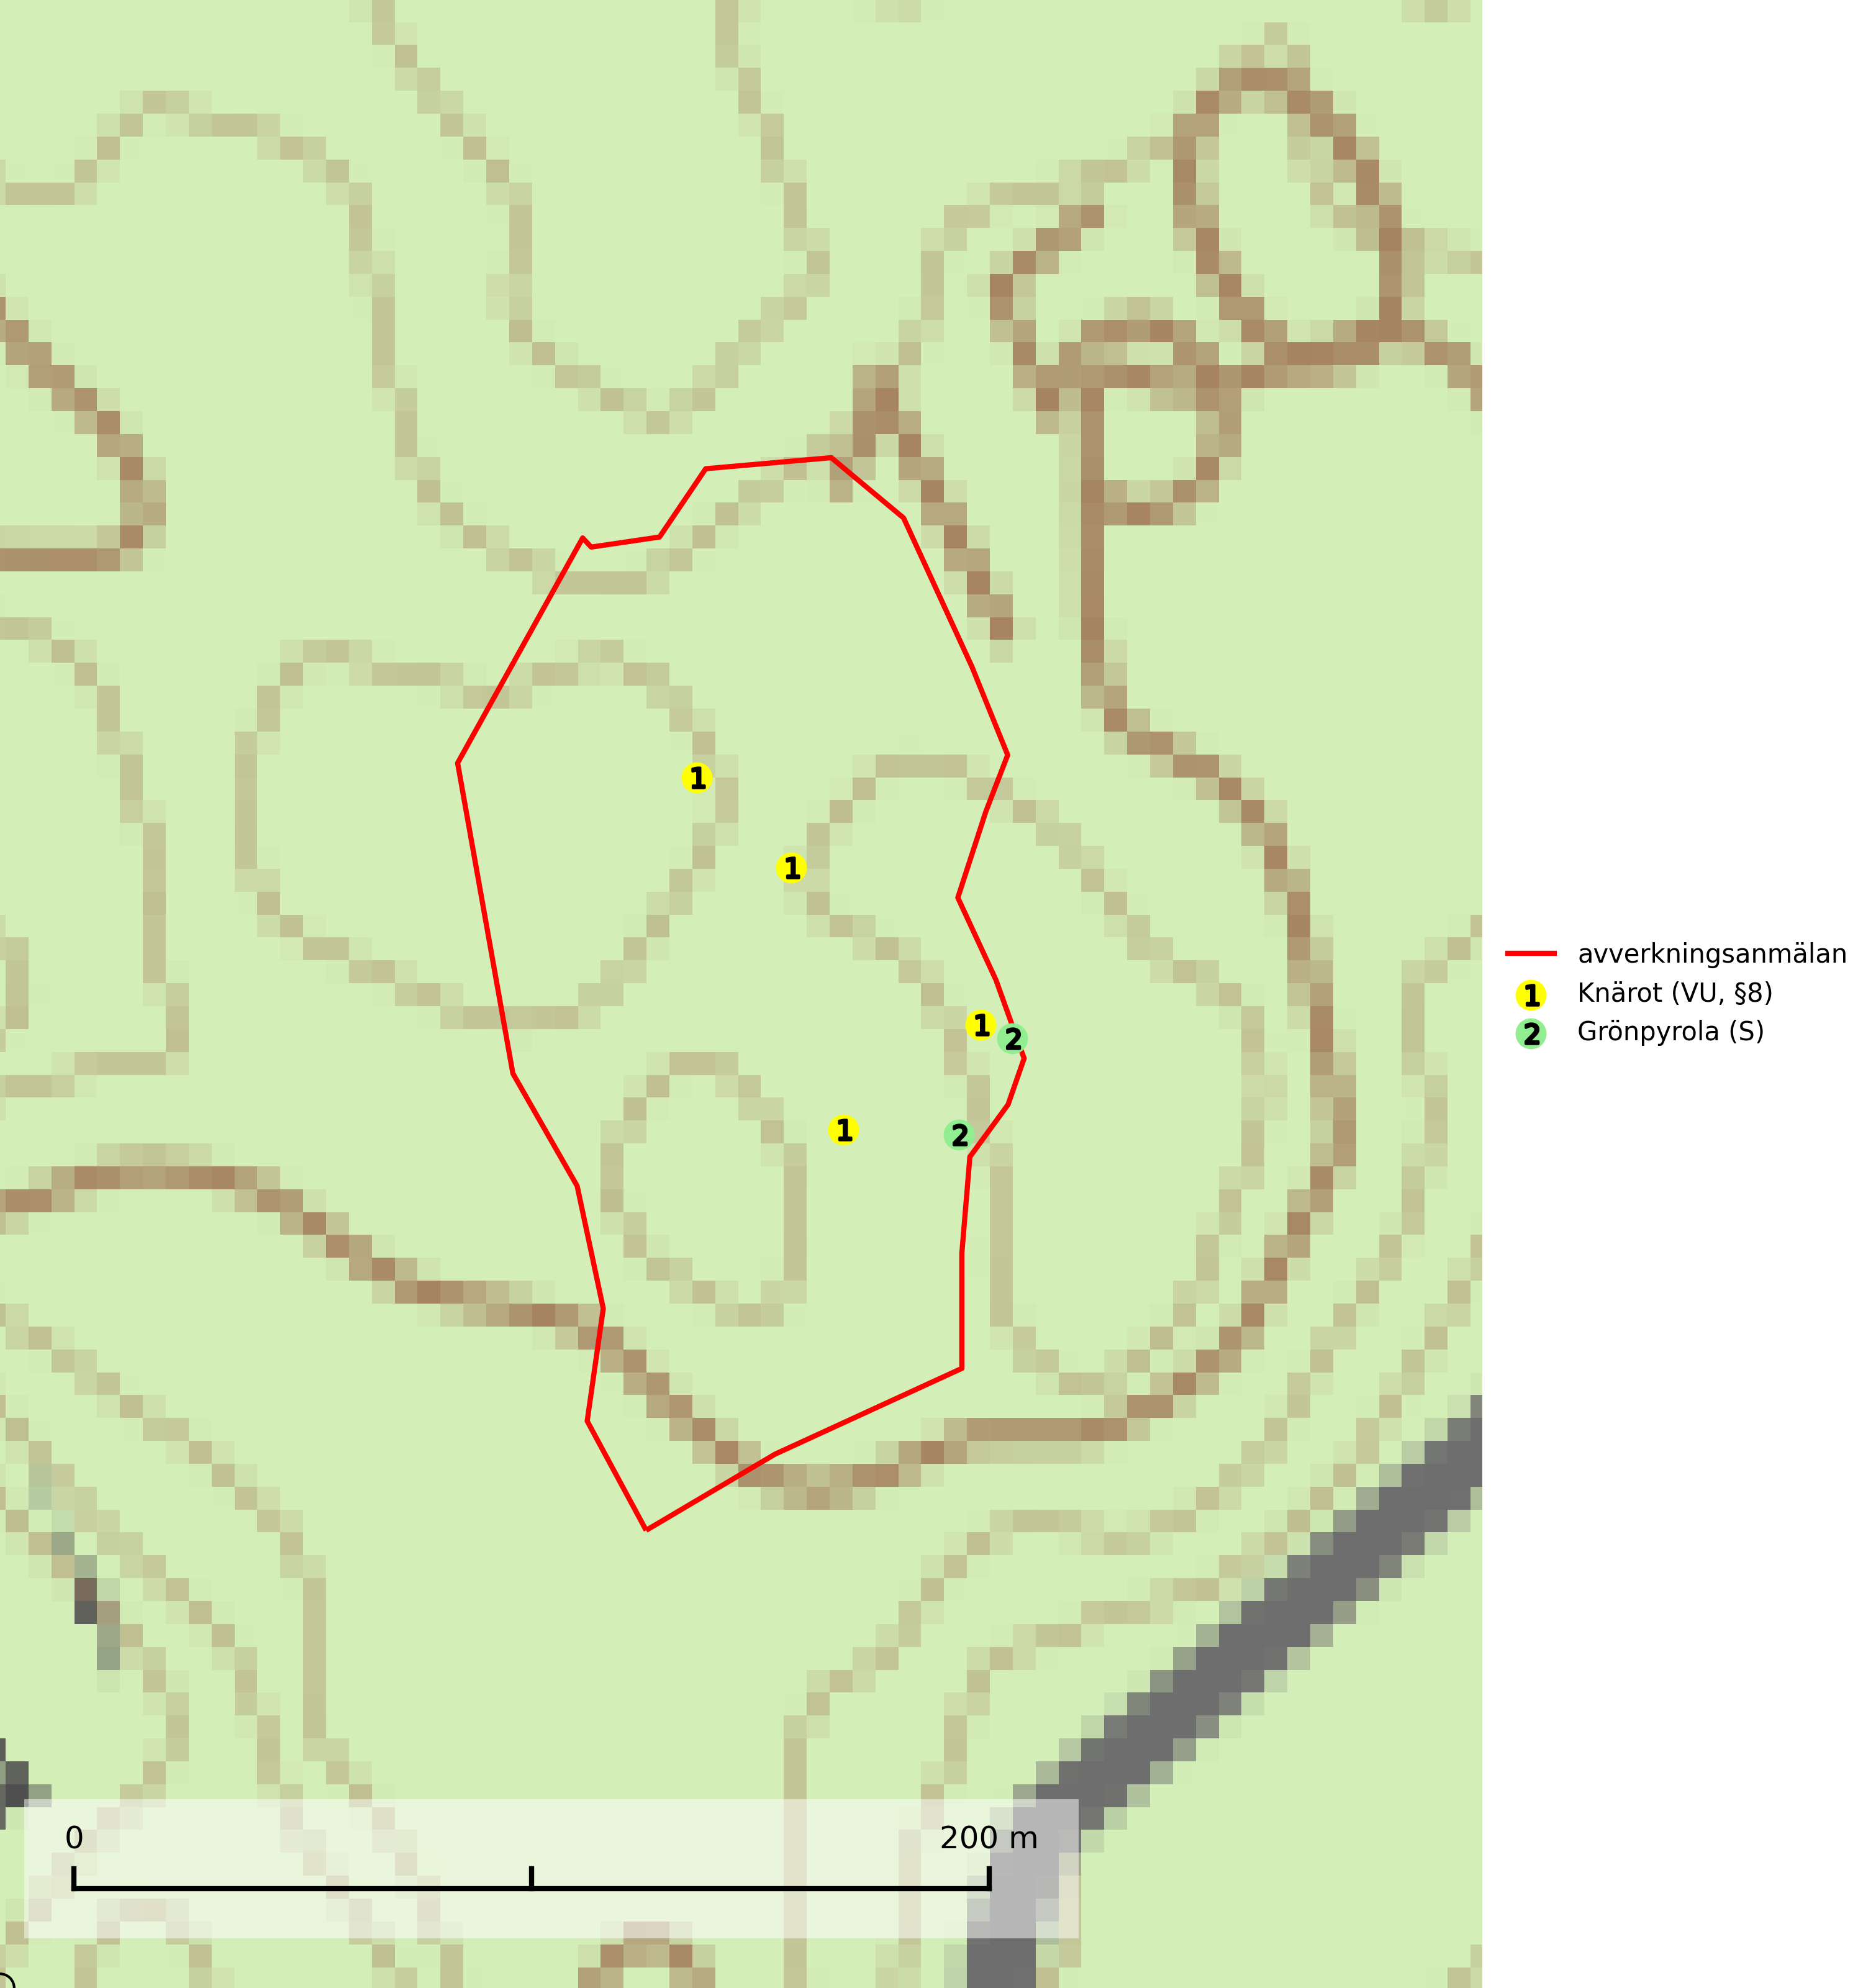 1
1
1
2
1
2
avverkningsanmälan
1 Knärot (VU, §8)
2 Grönpyrola (S)
0 200 m